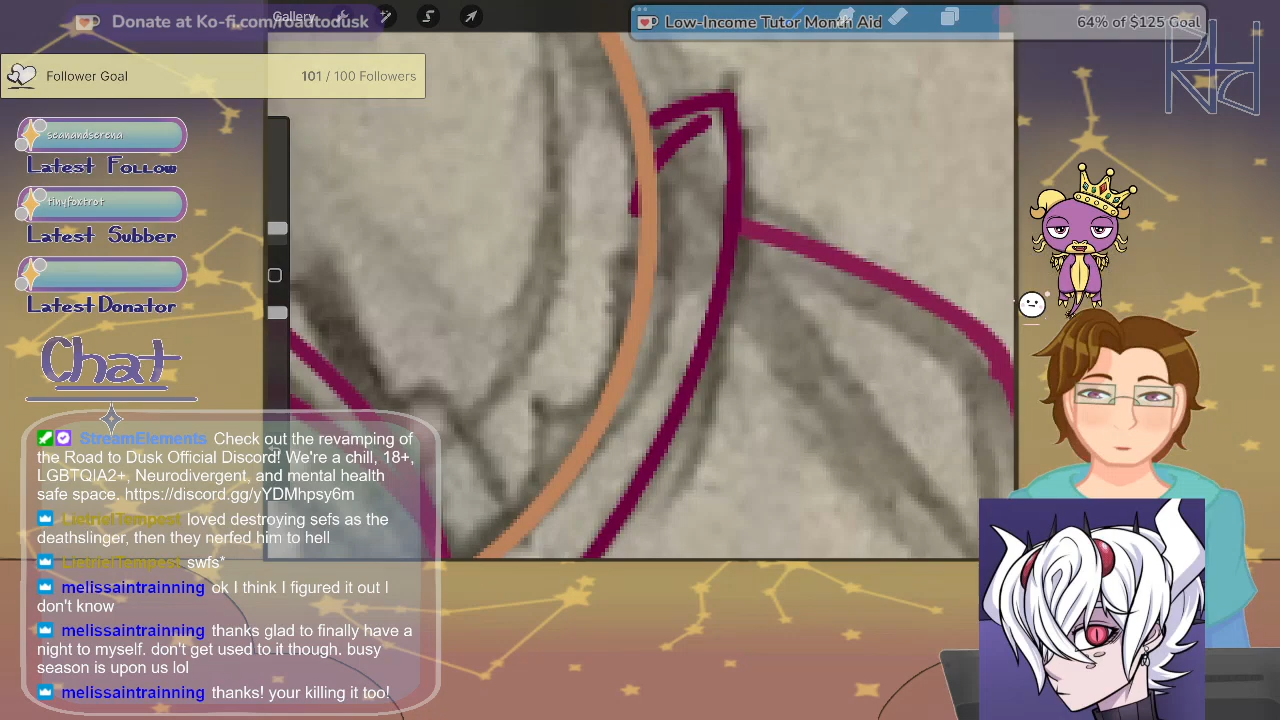 Donate at Ko-fi.com/roadtodusk
Gallery
Low-Income Tutor Month Aid
64% of $125 Goal
Follower Goal
101 / 100 Followers
seanandserena
Latest Follow
tinyfoxtrot
Latest Subber
Latest Donator
Chat
StreamElements Check out the revamping of
the Road to Dusk Official Discord! We're a chill, 18+,
LGBTQIA2+, Neurodivergent, and mental health
safe space. https://discord.gg/yYDMhpsy6m
LietrielTempest loved destroying sefs as the
deathslinger, then they nerfed him to hell
LietrielTempest swfs*
melissaintrainning ok I think I figured it out I
don't know
melissaintrainning thanks glad to finally have a
night to myself. don't get used to it though. busy
season is upon us lol
melissaintrainning thanks! your killing it too!